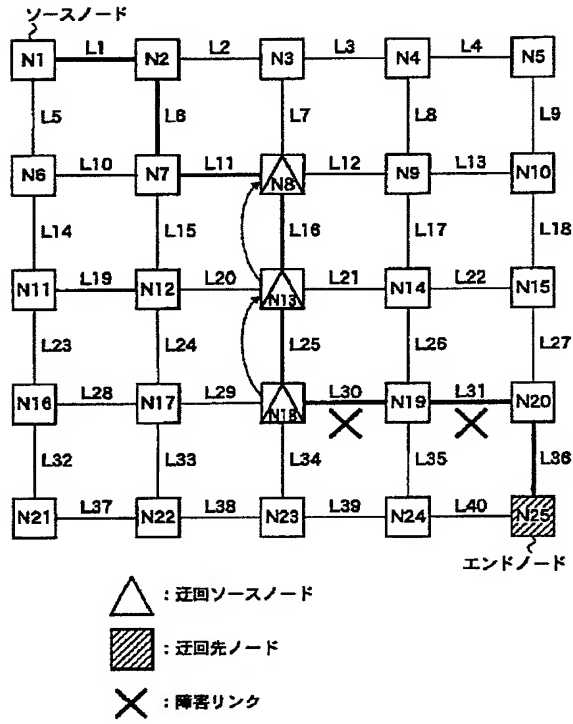 ソースノード
N1 L1 N2 L2 N3 L3 N4 L4 N5
L5 L6 L7 L8 L9
N6 L10 N7 L11 N8 L12 N9 L13 N10
L14 L15 L16 L17 L18
N11 L19 N12 L20 N13 L21 N14 L22 N15
L23 L24 L25 L26 L27
N16 L28 N17 L29 N18 L30 N19 L31 N20
L32 L33 L34 L35 L36
N21 L37 N22 L38 N23 L39 N24 L40 N25
エンドノード
：迂回ソースノード
：迂回先ノード
：障害リンク